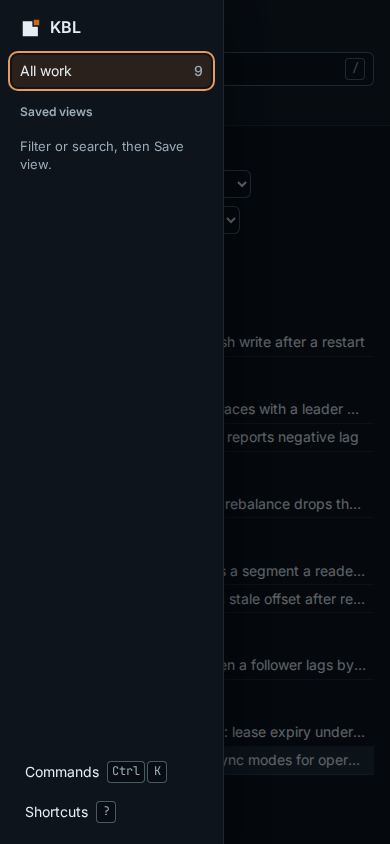 KBL
/
All work 9
Saved views
Filter or search, then Save
view.
sh write after a restart
aces with a leader ...
reports negative lag
rebalance drops th...
s a segment a reade...
stale offset after re...
en a follower lags by...
: lease expiry under...
ync modes for oper...
Commands Ctrl K
Shortcuts ?